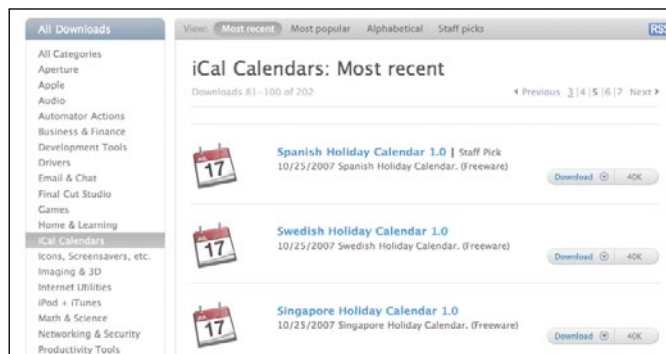 All Downloads
All Categories
Aperture
Apple
Audio
Automator Actions
Business & Finance
Development Tools
Drivers
Email & Chat
Final Cut Studio
Games
Home & Learning
iCal Calendars
Icons, Screensavers, etc.
Imaging & 3D
Internet Utilities
iPod + iTunes
Math & Science
Networking & Security
Productivity Tools
View: Most recent Most popular Alphabetical Staff picks RSS
iCal Calendars: Most recent
Downloads 81-100 of 202 Previous 3|4|5|6|7 Next
17
Spanish Holiday Calendar 1.0 | Staff Pick
10/25/2007 Spanish Holiday Calendar. (Freeware)
Download 40K
17
Swedish Holiday Calendar 1.0
10/25/2007 Swedish Holiday Calendar. (Freeware)
Download 40K
17
Singapore Holiday Calendar 1.0
10/25/2007 Singapore Holiday Calendar. (Freeware)
Download 40K